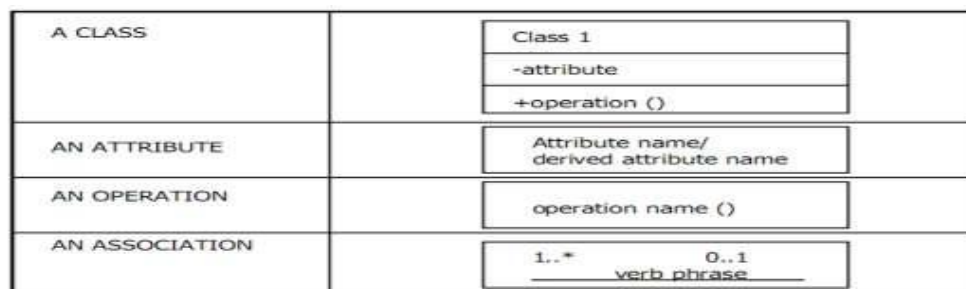 A CLASS
Class 1
-attribute
+operation ()
AN ATTRIBUTE
Attribute name/
derived attribute name
AN OPERATION
operation name ()
AN ASSOCIATION
1..* 0..1
verb phrase